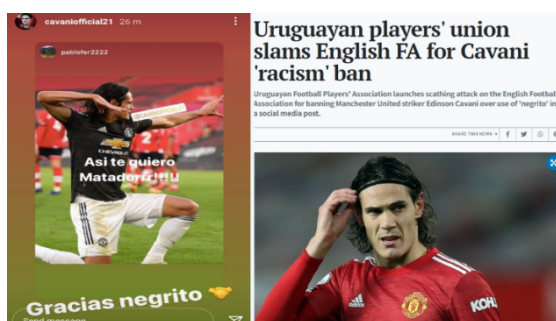 cavaniofficial21 26 m
pablofer2222
CHEVROLET
Asi te quiero
Matadorrr!!!!!
Gracias negrito
Send message
Uruguayan players' union
slams English FA for Cavani
'racism' ban
Uruguayan Football Players' Association launches scathing attack on the English Football
Association for banning Manchester United striker Edinson Cavani over use of 'negrito' in
a social media post.
SHARE THIS NEWS
KOHL